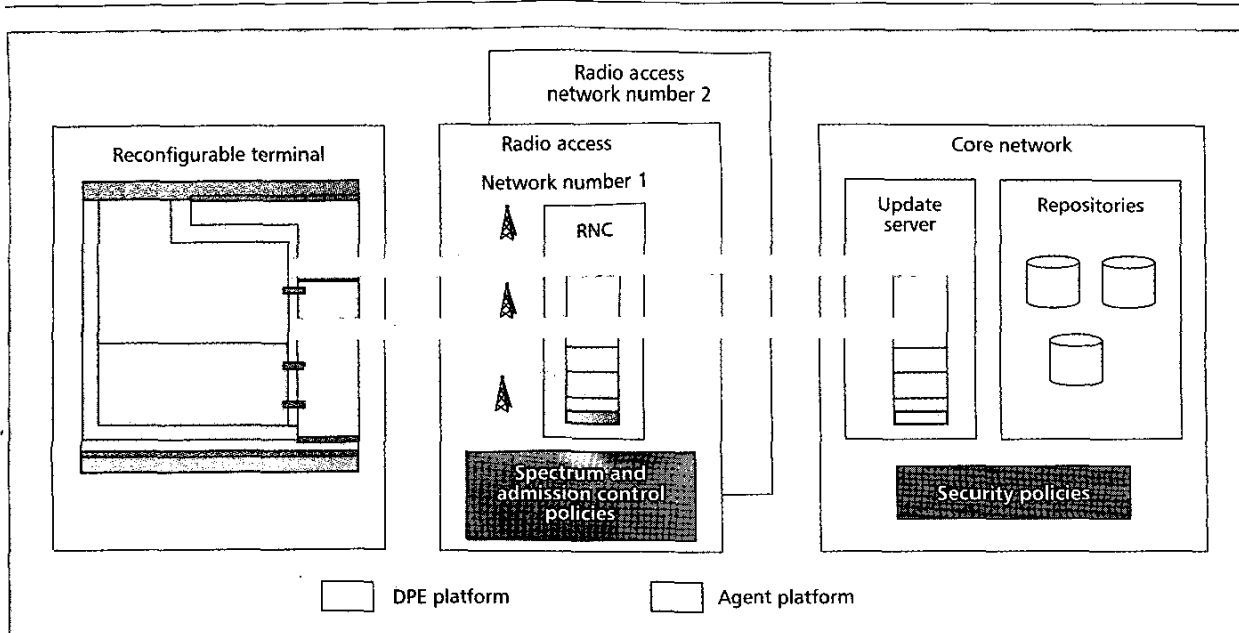 Radio access
network number 2
Reconfigurable terminal
Radio access
Network number 1
RNC
Core network
Update
server
Repositories
Spectrum and
admission control
policies
Security policies
DPE platform
Agent platform